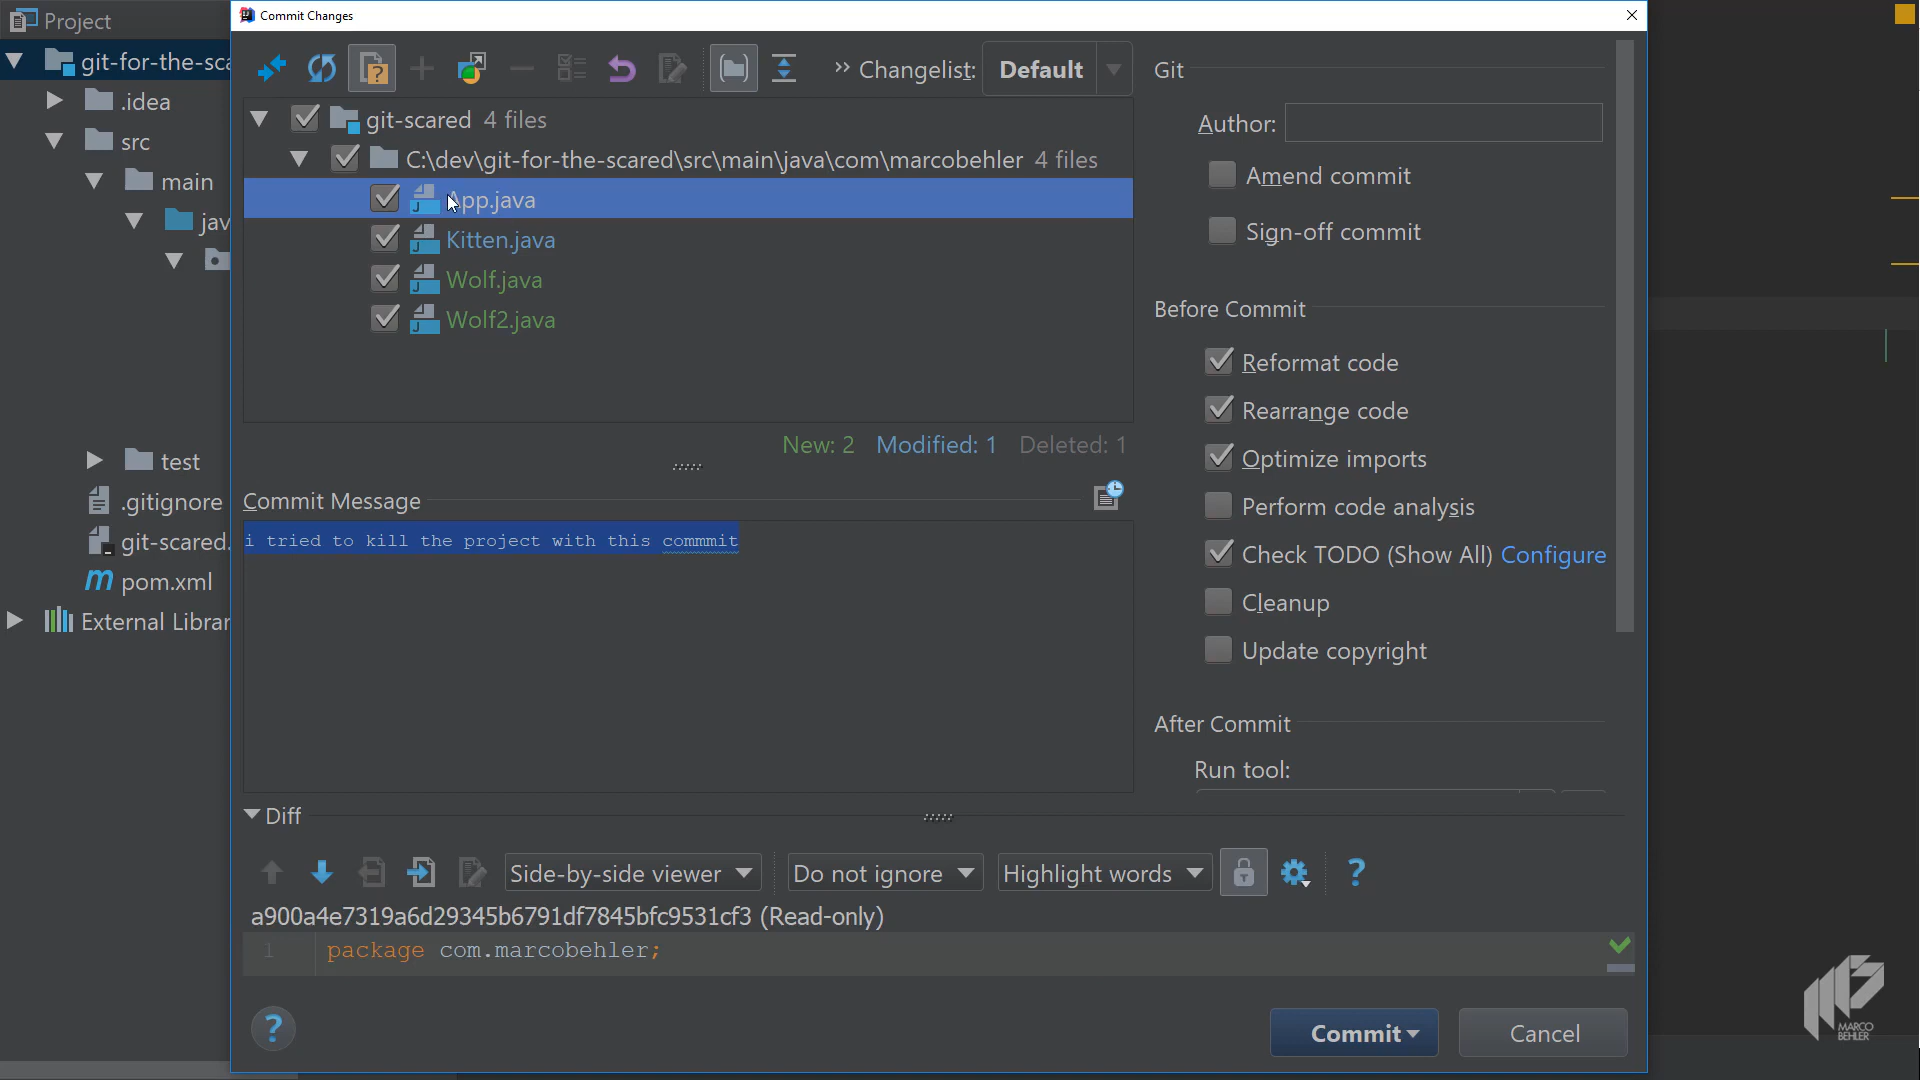 Project
git-for-the-sca
.idea
src
main
jav
test
.gitignore
git-scared.
pom.xml
External Librar
Commit Changes
Changelist: Default
git-scared 4 files
C:\dev\git-for-the-scared\src\main\java\com\marcobehler 4 files
App.java
Kitten.java
Wolf.java
Wolf2.java
New: 2 Modified: 1 Deleted: 1
Commit Message
i tried to kill the project with this commmit
Git
Author:
Amend commit
Sign-off commit
Before Commit
Reformat code
Rearrange code
Optimize imports
Perform code analysis
Check TODO (Show All) Configure
Cleanup
Update copyright
After Commit
Run tool:
Diff
Side-by-side viewer Do not ignore Highlight words ?
a900a4e7319a6d29345b6791df7845bfc9531cf3 (Read-only)
1 package com.marcobehler;
? Commit Cancel
MARCO
BEHLER